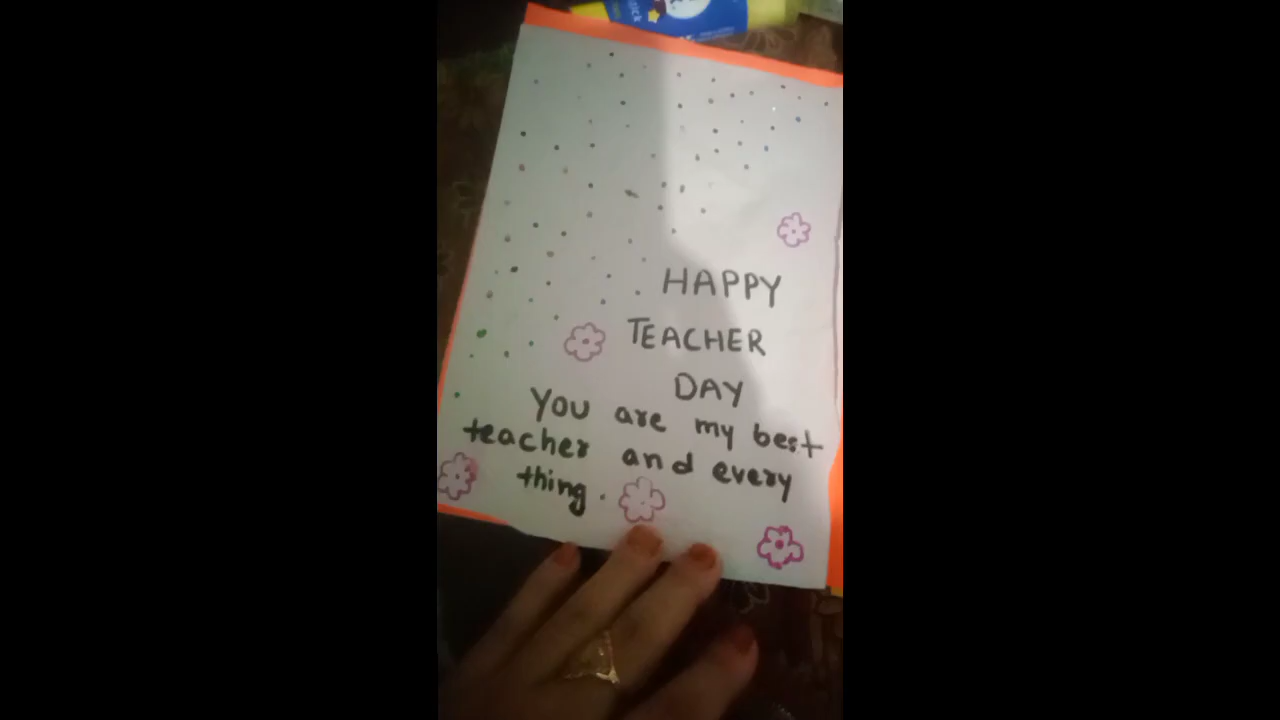 HAPPY
TEACHER
DAY
You are my best
teacher and every
thing.